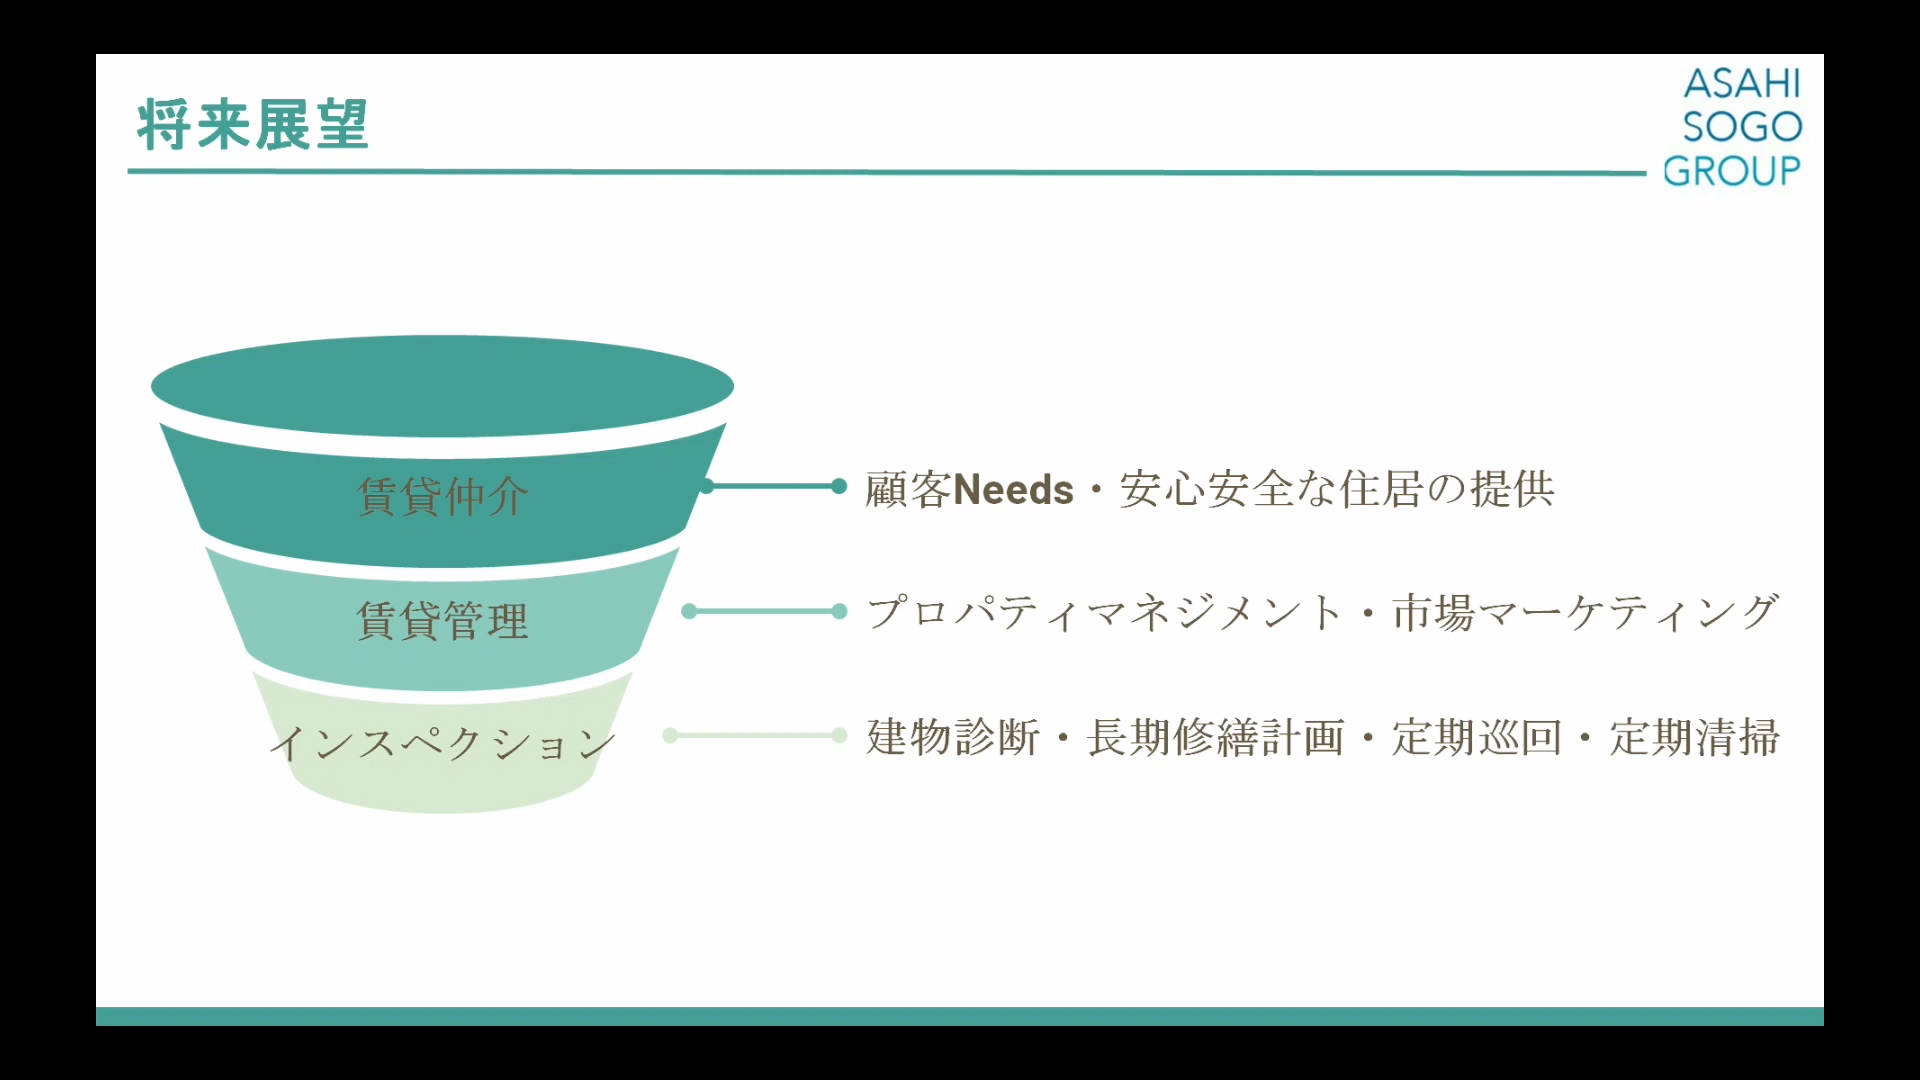 将来展望
ASAHI
SOGO
GROUP
賃貸仲介
顧客Needs・安心安全な住居の提供
賃貸管理
プロパティマネジメント・市場マーケティング
インスペクション
建物診断・長期修繕計画・定期巡回・定期清掃